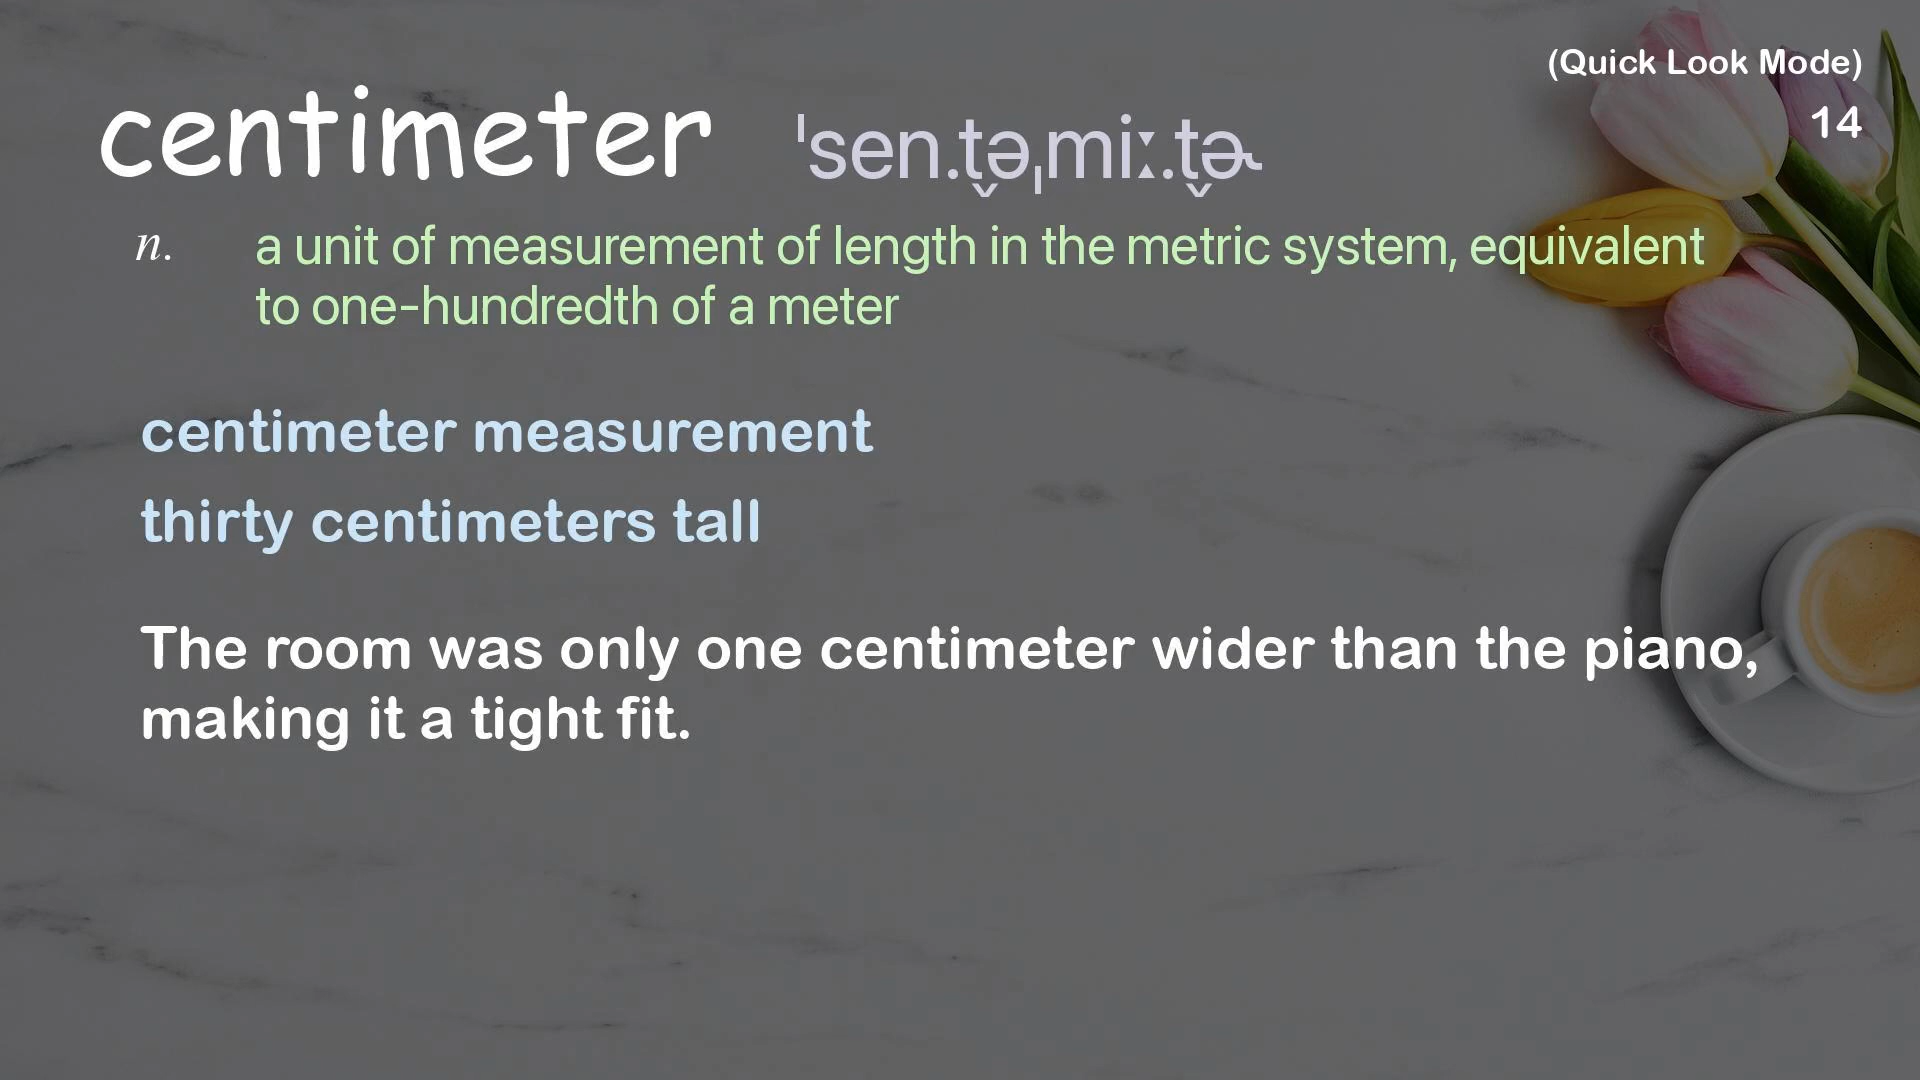 (Quick Look Mode)
14
centimeter ˈsen.t̬əˌmiː.t̬ɚ
n. a unit of measurement of length in the metric system, equivalent
to one-hundredth of a meter
centimeter measurement
thirty centimeters tall
The room was only one centimeter wider than the piano,
making it a tight fit.